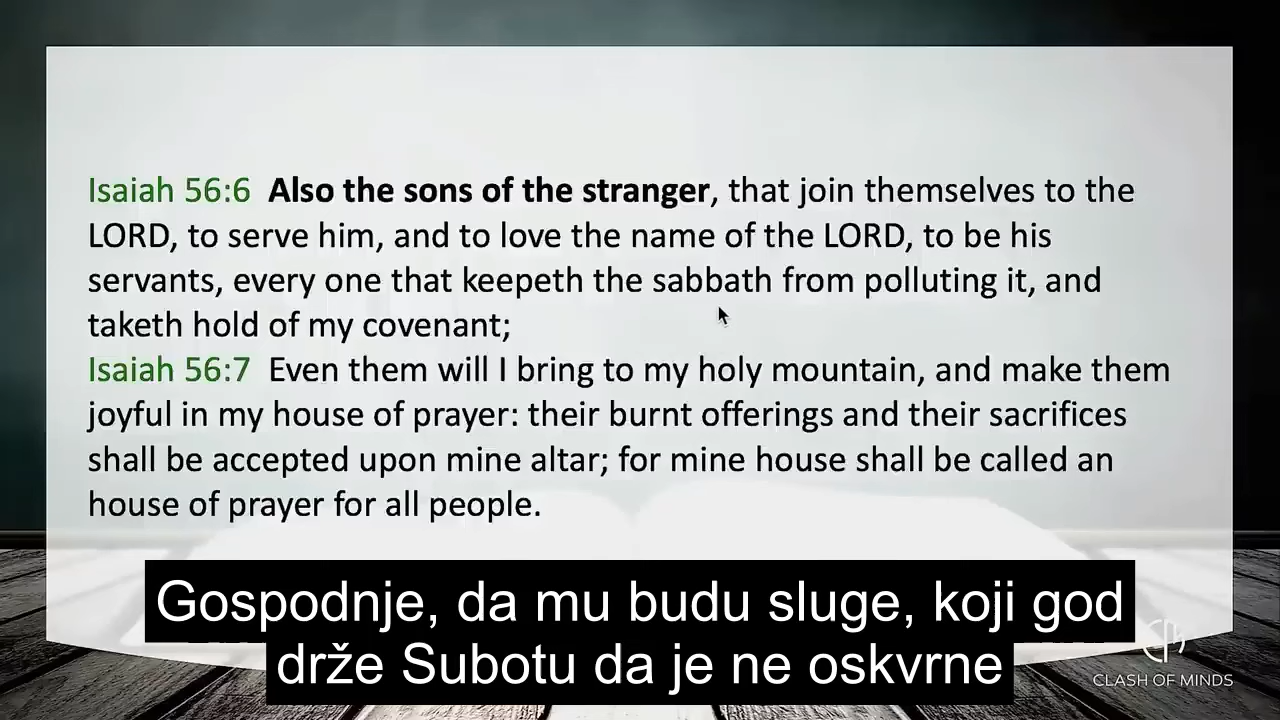 Isaiah 56:6 Also the sons of the stranger, that join themselves to the
LORD, to serve him, and to love the name of the LORD, to be his
servants, every one that keepeth the sabbath from polluting it, and
taketh hold of my covenant;
Isaiah 56:7 Even them will I bring to my holy mountain, and make them
joyful in my house of prayer: their burnt offerings and their sacrifices
shall be accepted upon mine altar; for mine house shall be called an
house of prayer for all people.
Gospodnje, da mu budu sluge, koji god
drže Subotu da je ne oskvrne
CLASH OF MINDS